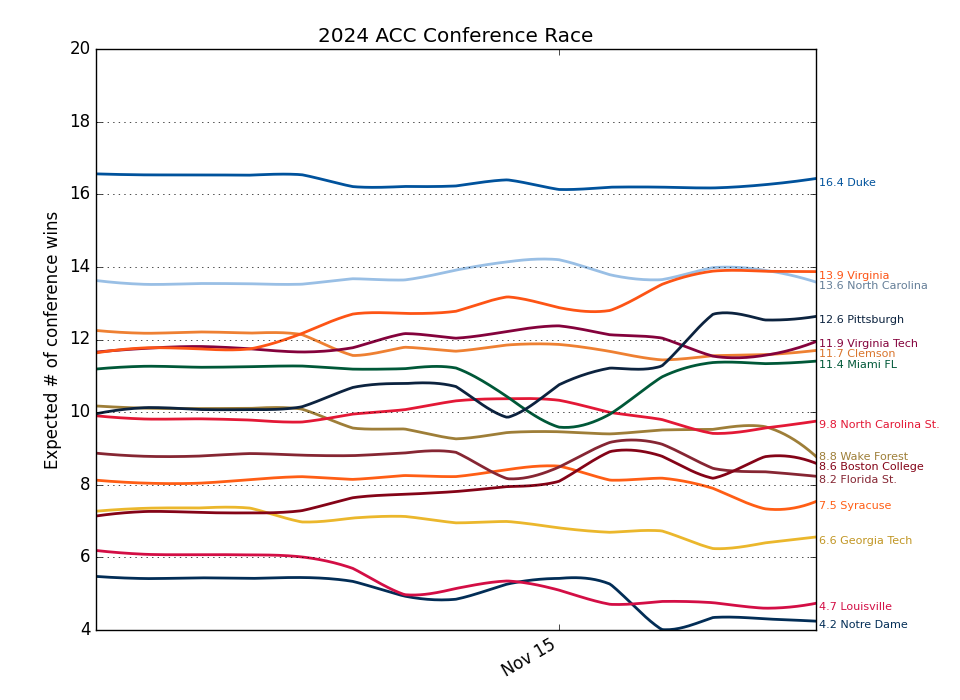 2024 ACC Conference Race
Expected # of conference wins
20
18
16
14
12
10
8
6
4
Nov 15
16.4 Duke
13.9 Virginia
13.6 North Carolina
12.6 Pittsburgh
11.9 Virginia Tech
11.7 Clemson
11.4 Miami FL
9.8 North Carolina St.
8.8 Wake Forest
8.6 Boston College
8.2 Florida St.
7.5 Syracuse
6.6 Georgia Tech
4.7 Louisville
4.2 Notre Dame